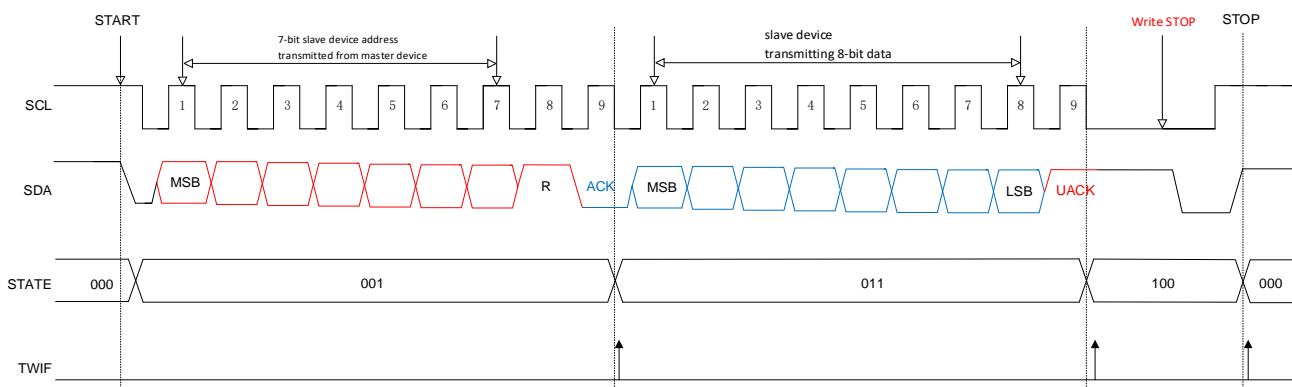 START
Write STOP
STOP
7-bit slave device address
transmitted from master device
slave device
transmitting 8-bit data
SCL
1 2 3 4 5 6 7 8 9 1 2 3 4 5 6 7 8 9
SDA
MSB R ACK MSB LSB UACK
STATE
000 001 011 100 000
TWIF